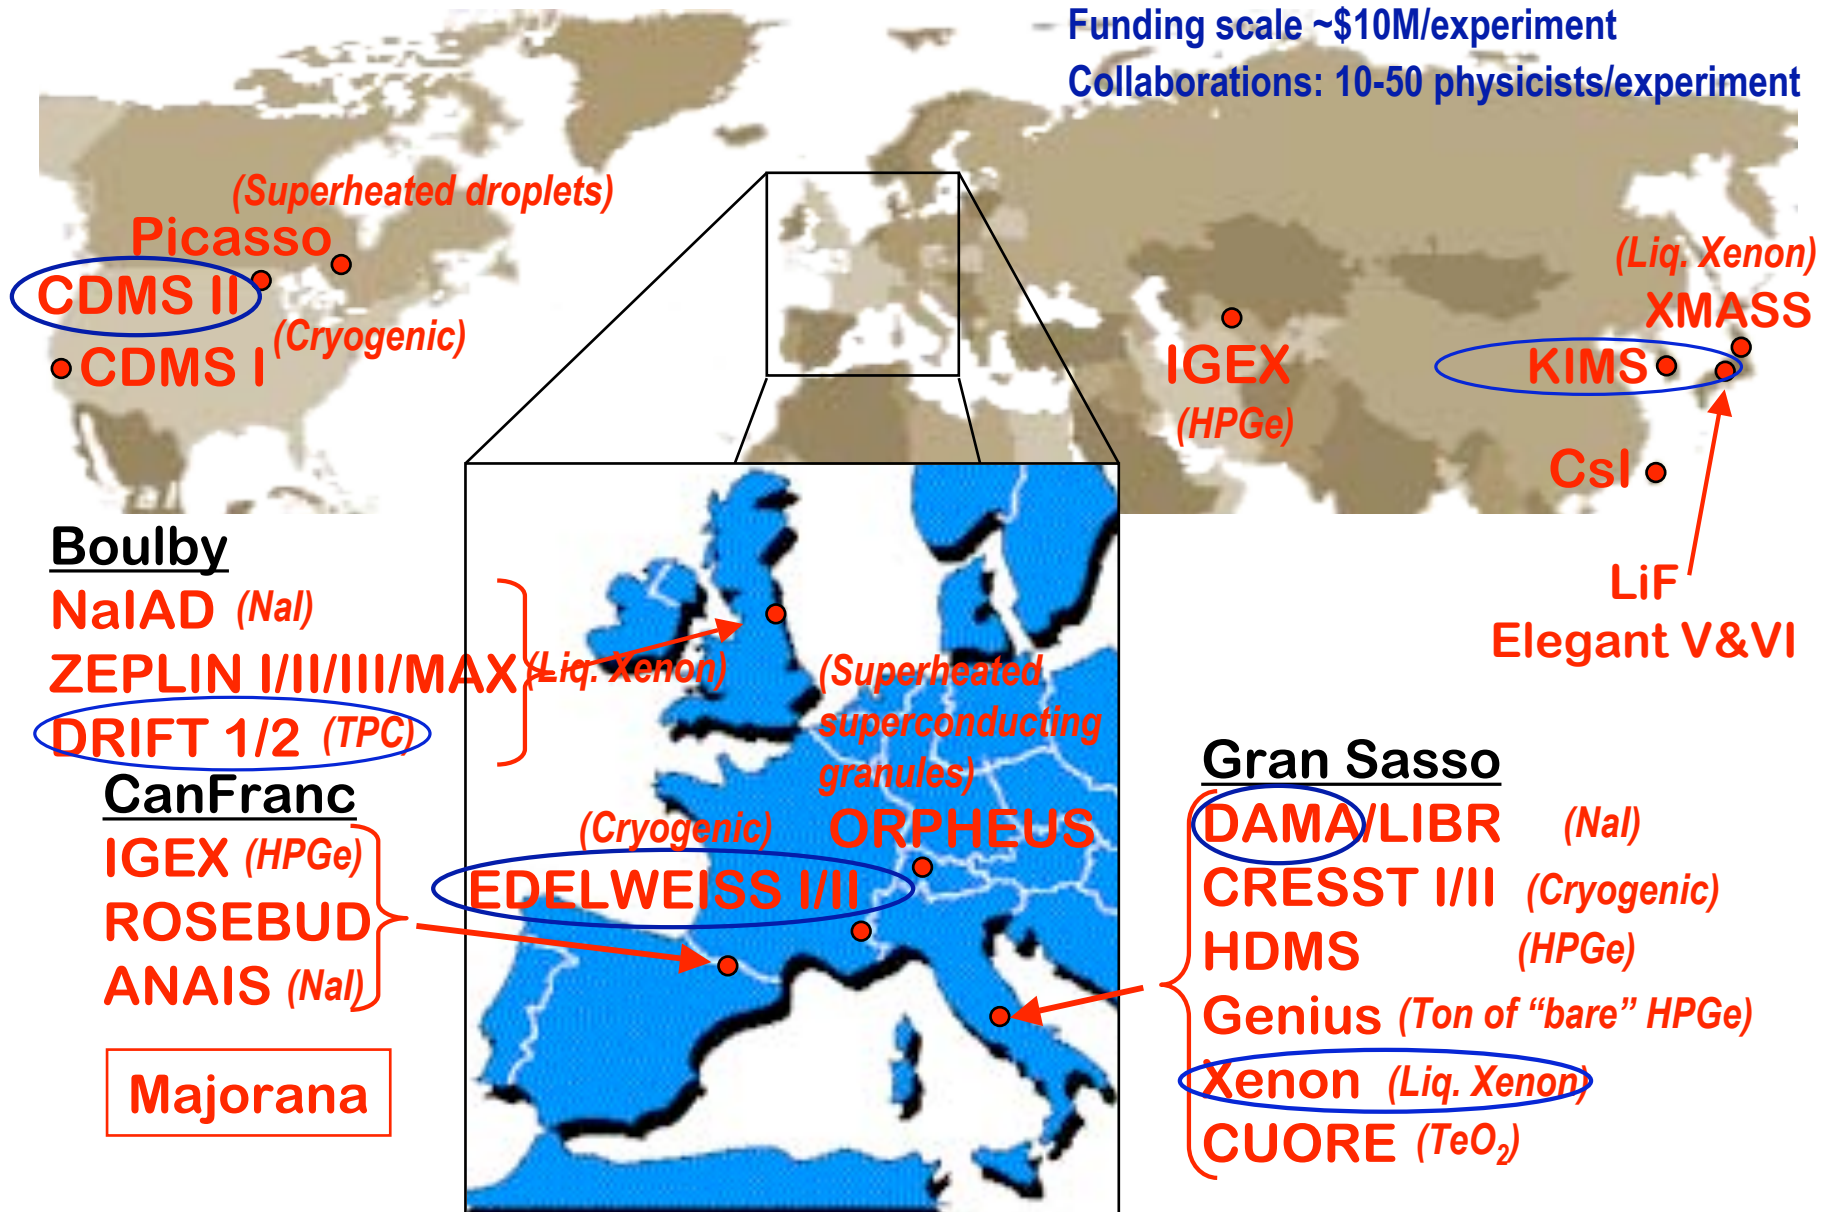 Funding scale ~$10M/experiment
Collaborations: 10-50 physicists/experiment
(Superheated droplets)
Picasso
CDMS II
(Cryogenic)
CDMS I
(Liq. Xenon)
XMASS
IGEX
(HPGe)
KIMS
CsI
LiF
Elegant V&VI
Boulby
NaIAD (NaI)
ZEPLIN I/II/III/MAX (Liq. Xenon)
DRIFT 1/2 (TPC)
CanFranc
IGEX (HPGe)
ROSEBUD
ANAIS (NaI)
Majorana
(Superheated
superconducting
granules)
ORPHEUS
(Cryogenic)
EDELWEISS I/II
Gran Sasso
DAMA/LIBR (NaI)
CRESST I/II (Cryogenic)
HDMS (HPGe)
Genius (Ton of “bare” HPGe)
Xenon (Liq. Xenon)
CUORE (TeO₂)